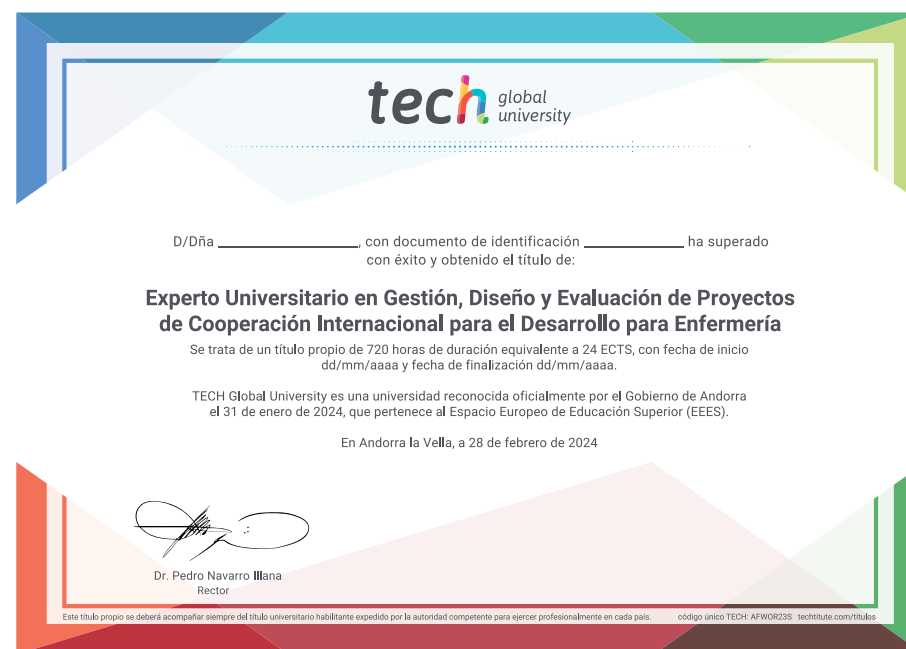 tech global university
D/Dña ____________________, con documento de identificación ______________ ha superado
con éxito y obtenido el título de:
Experto Universitario en Gestión, Diseño y Evaluación de Proyectos
de Cooperación Internacional para el Desarrollo para Enfermería
Se trata de un título propio de 720 horas de duración equivalente a 24 ECTS, con fecha de inicio
dd/mm/aaaa y fecha de finalización dd/mm/aaaa.
TECH Global University es una universidad reconocida oficialmente por el Gobierno de Andorra
el 31 de enero de 2024, que pertenece al Espacio Europeo de Educación Superior (EEES).
En Andorra la Vella, a 28 de febrero de 2024
Dr. Pedro Navarro Illana
Rector
Este título propio se deberá acompañar siempre del título universitario habilitante expedido por la autoridad competente para ejercer profesionalmente en cada país. código único TECH: AFWOR23S techtitute.com/titulos